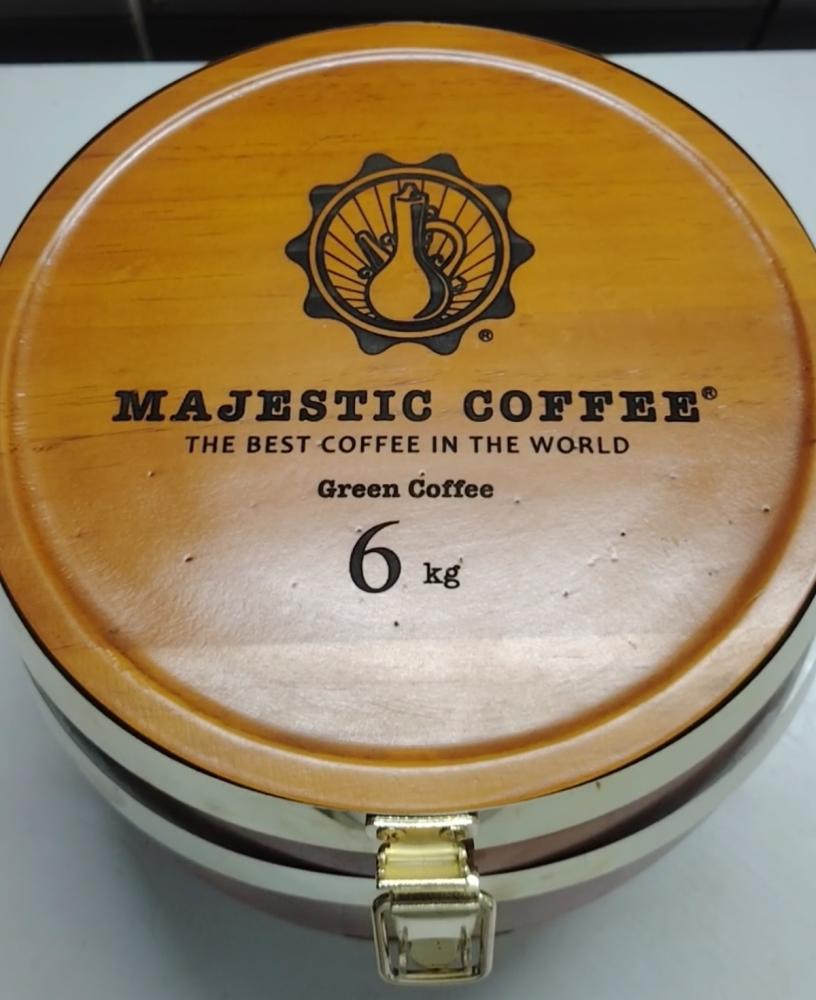 ®
MAJESTIC COFFEE®
THE BEST COFFEE IN THE WORLD
Green Coffee
6 kg